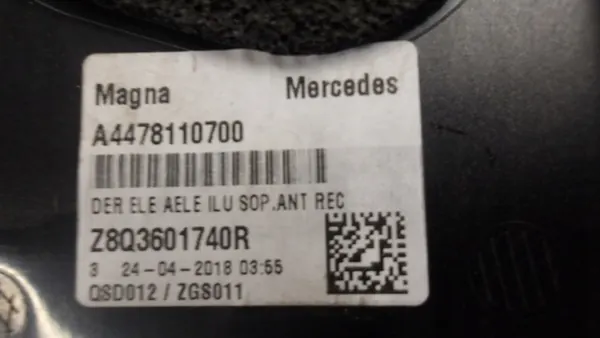 Magna Mercedes
A4478110700
DER ELE AELE ILU SOP.ANT REC
Z8Q3601740R
3 24-04-2018 03:55
QSD012 / ZGS011